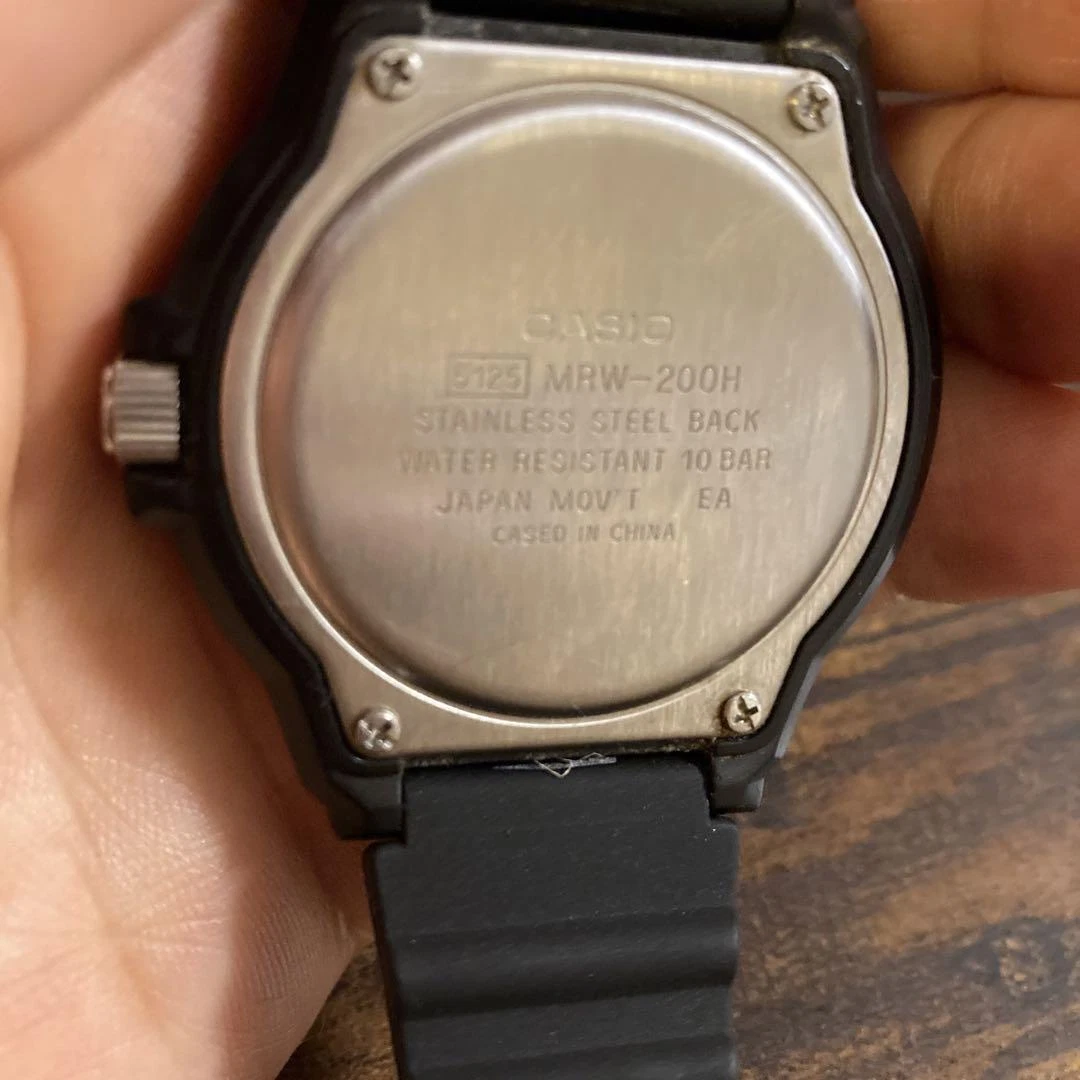 CASIO
5125 MRW-200H
STAINLESS STEEL BACK
WATER RESISTANT 10 BAR
JAPAN MOV'T EA
CASED IN CHINA